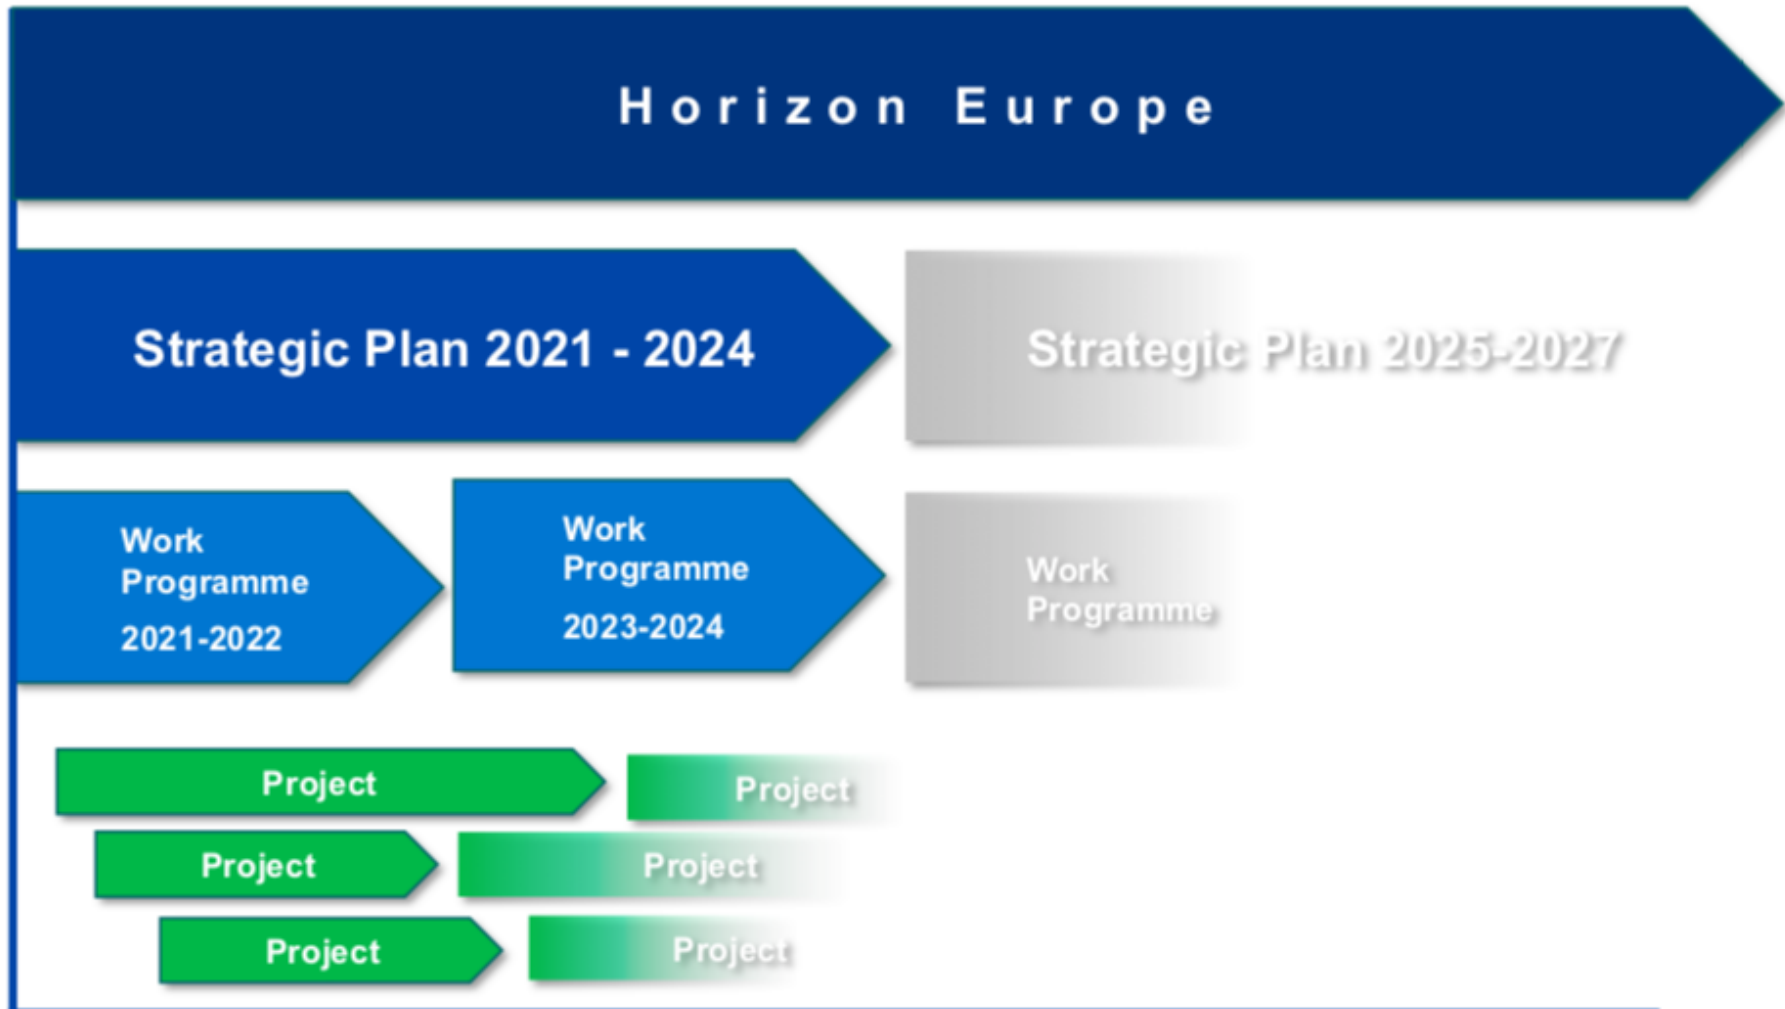 Horizon Europe
Strategic Plan 2021 - 2024
Strategic Plan 2025-2027
Work
Programme
2021-2022
Work
Programme
2023-2024
Work
Programme
Project
Project
Project
Project
Project
Project